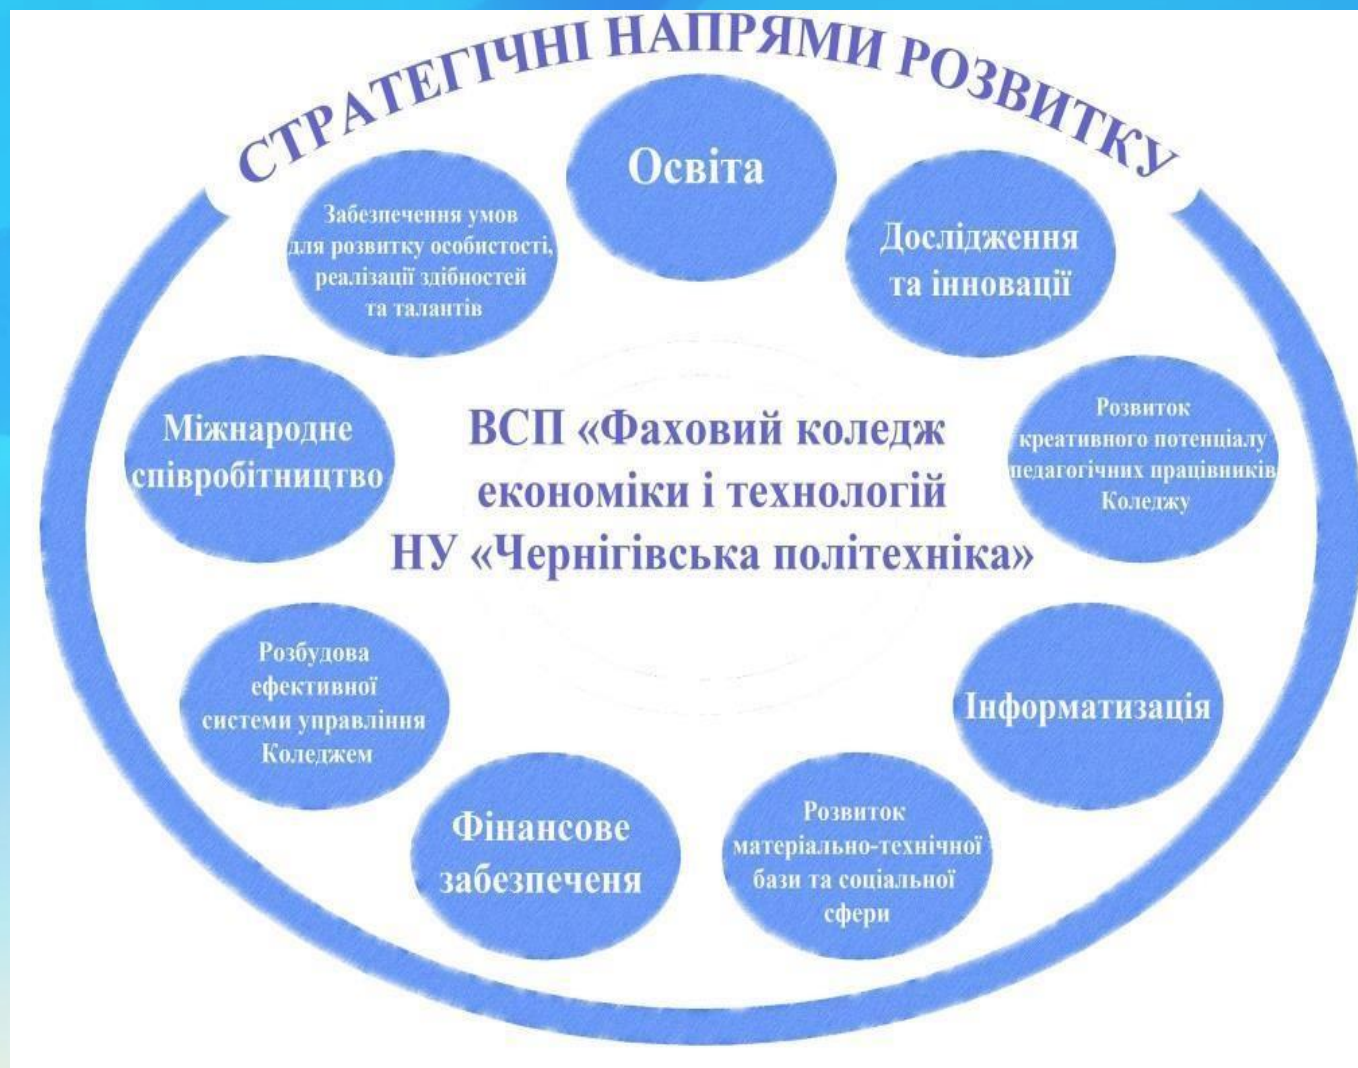 СТРАТЕГІЧНІ НАПРЯМИ РОЗВИТКУ
Освіта
Дослідження
та інновації
Розвиток
креативного потенціалу
педагогічних працівників
Коледжу
Інформатизація
Розвиток
матеріально-технічної
бази та соціальної
сфери
Фінансове
забезпеченя
Розбудова
ефективної
системи управління
Коледжем
Міжнародне
співробітництво
Забезпечення умов
для розвитку особистості,
реалізації здібностей
та талантів
ВСП «Фаховий коледж
економіки і технологій
НУ «Чернігівська політехніка»